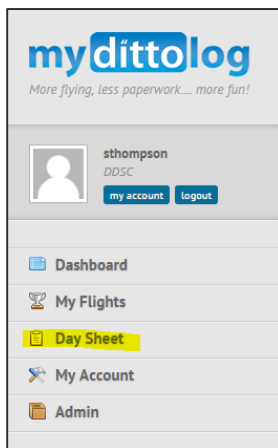 mydittolog
More flying, less paperwork.... more fun!
sthompson
DDSC
my account logout
Dashboard
My Flights
Day Sheet
My Account
Admin